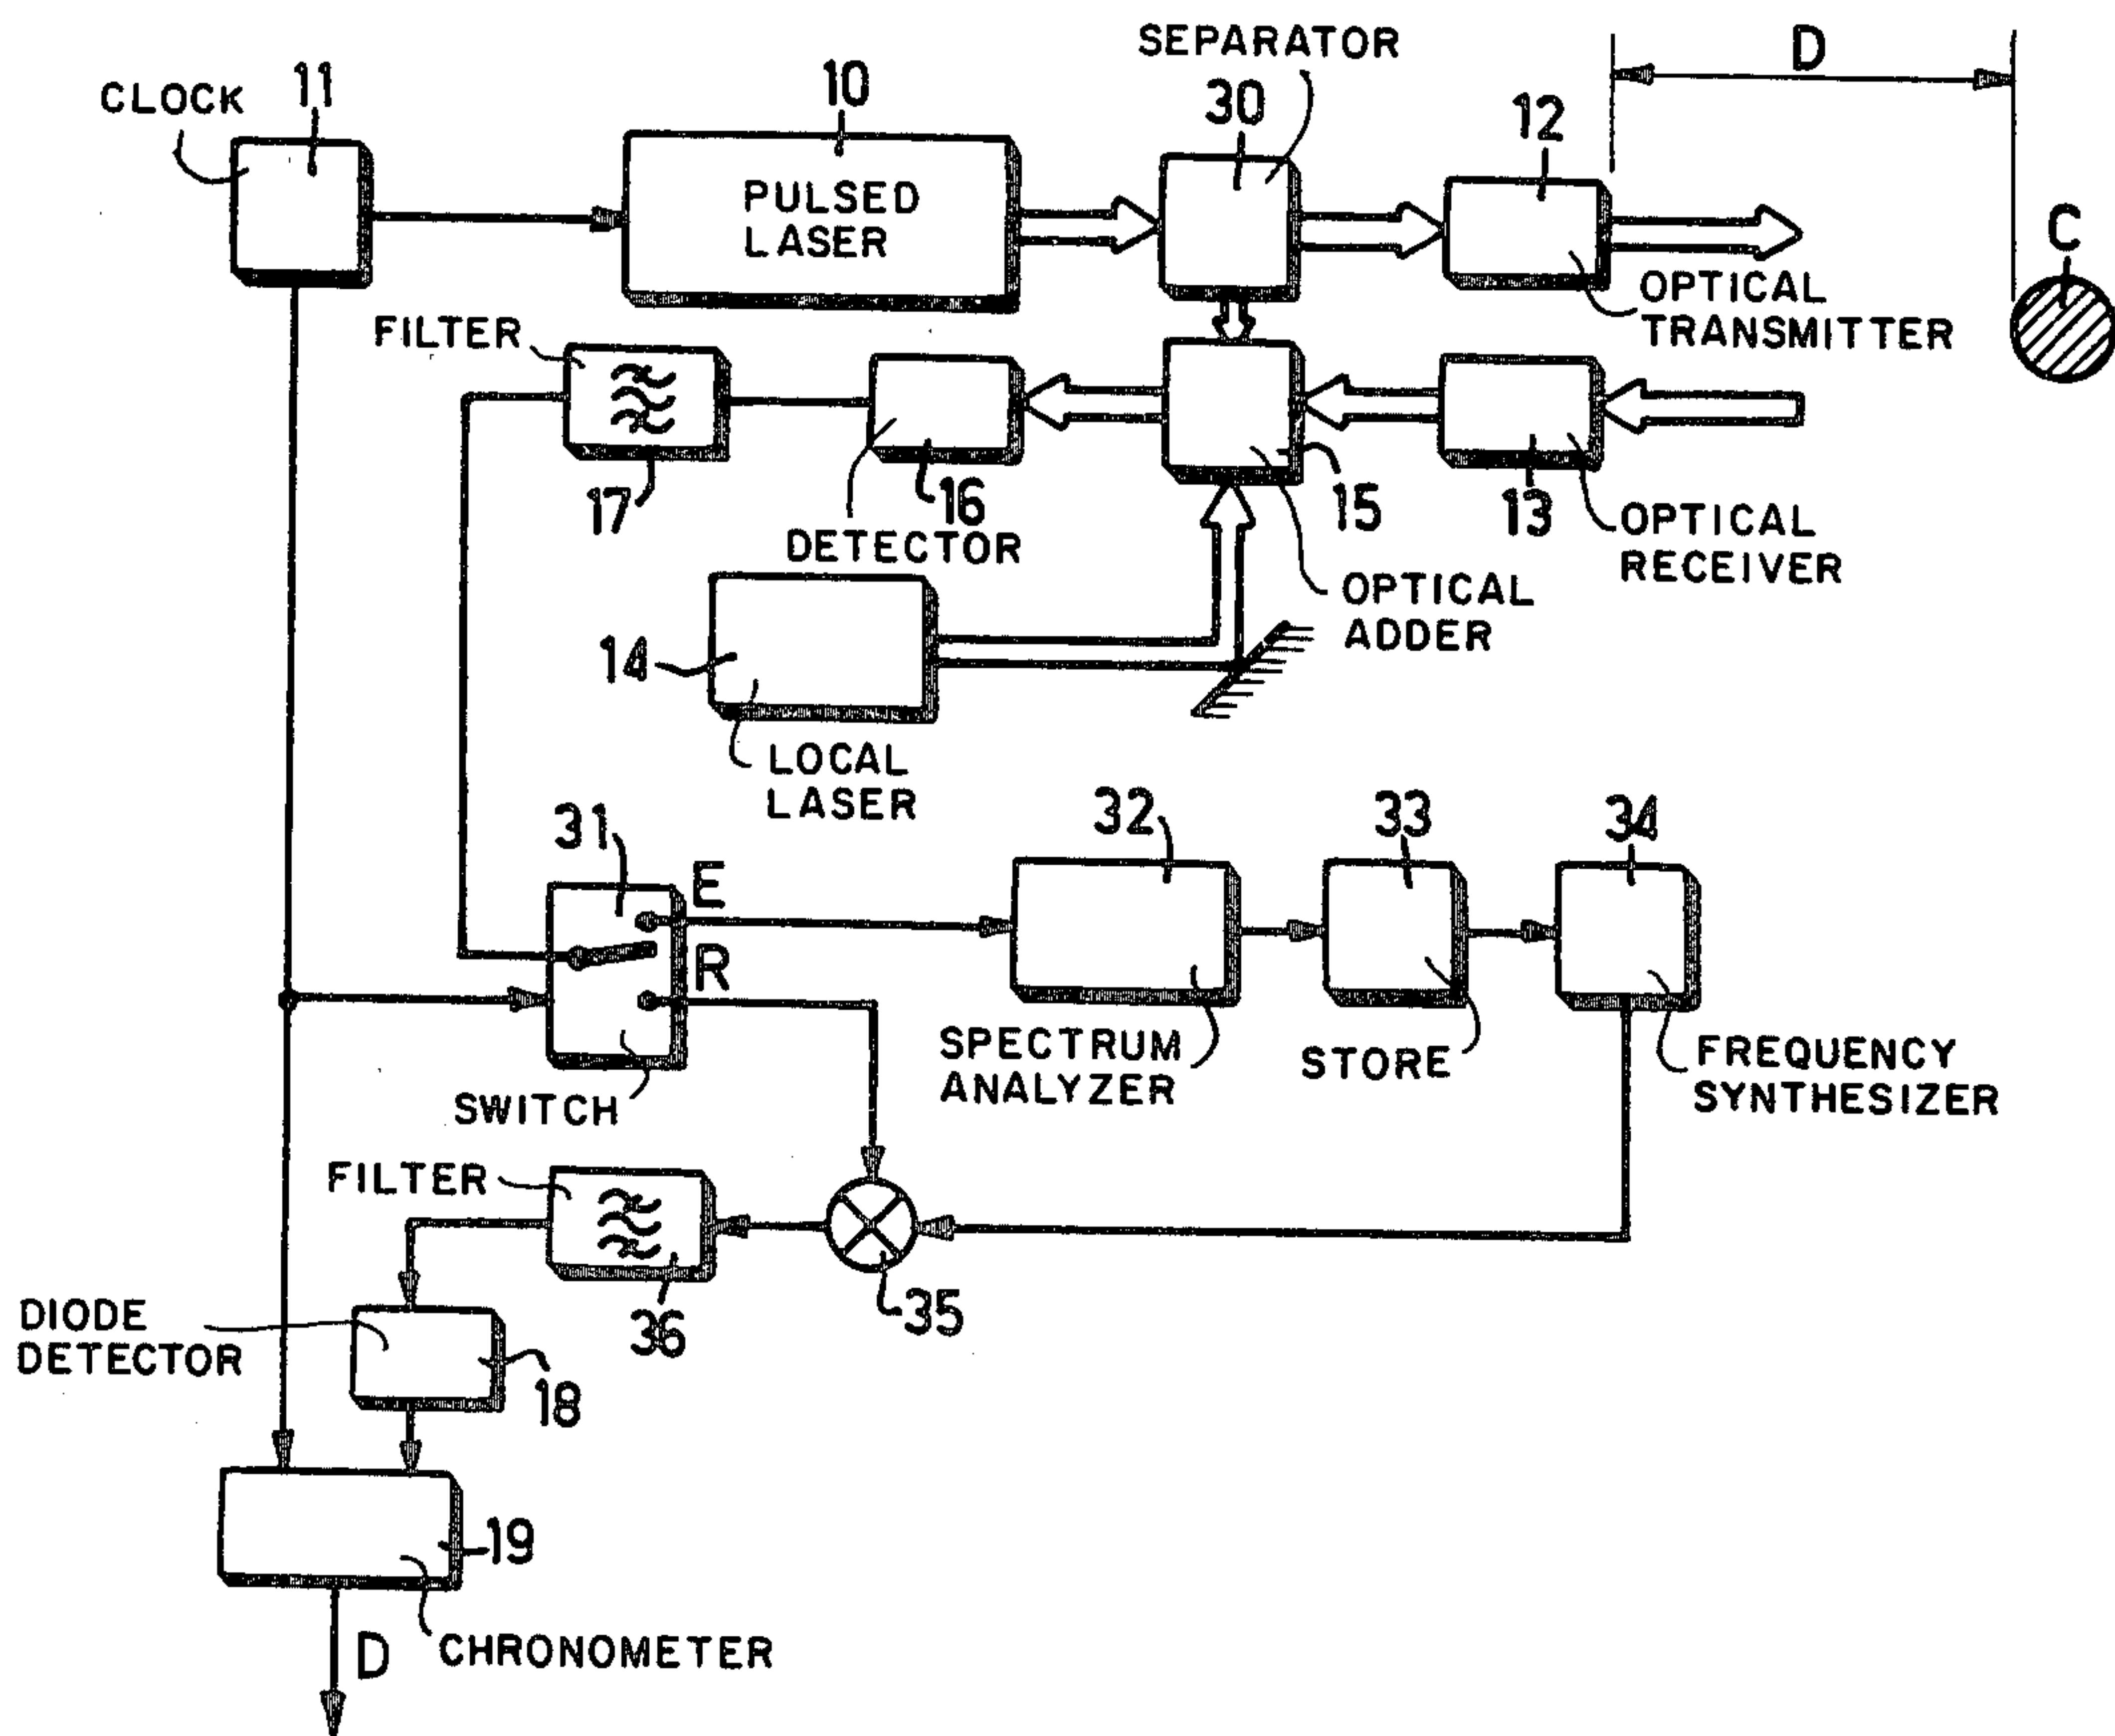 SEPARATOR
D
CLOCK
11
10
30
12
PULSED
LASER
C
OPTICAL
TRANSMITTER
FILTER
17
16
15
13
DETECTOR
OPTICAL
RECEIVER
OPTICAL
ADDER
14
LOCAL
LASER
31
E
R
32
33
34
SWITCH
SPECTRUM
ANALYZER
STORE
FREQUENCY
SYNTHESIZER
FILTER
36
35
DIODE
DETECTOR
18
19
CHRONOMETER
D